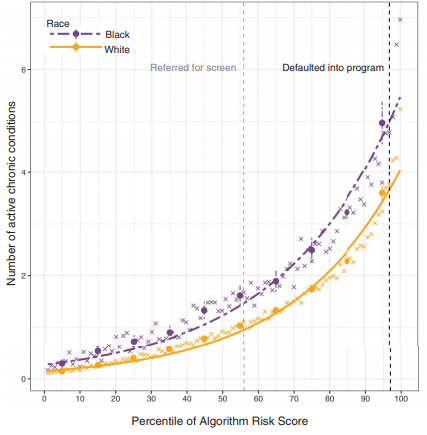 Race
Black
White
Referred for screen
Defaulted into program
Number of active chronic conditions
6
4
2
0
0 10 20 30 40 50 60 70 80 90 100
Percentile of Algorithm Risk Score